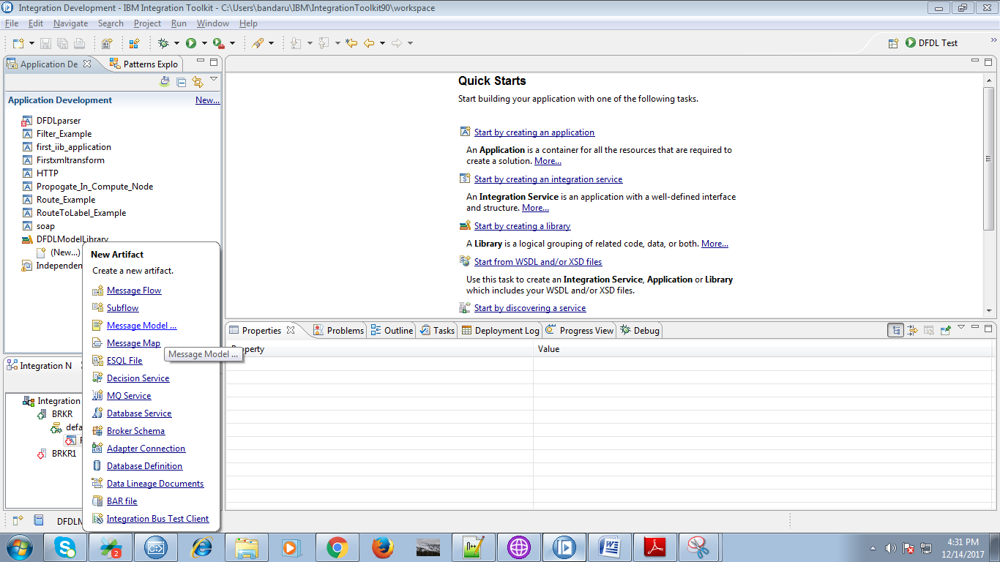 Integration Development - IBM Integration Toolkit - C:\Users\bandaru\IBM\IntegrationToolkit90\workspace
File Edit Navigate Search Project Run Window Help
DFDL Test
Application De
Patterns Explo
Application Development
New...
DFDLparser
Filter_Example
first_iib_application
Firstxmltransform
HTTP
Propogate_In_Compute_Node
Route_Example
RouteToLabel_Example
soap
DFDLModelLibrary
(New...)
Independen
New Artifact
Create a new artifact.
Message Flow
Subflow
Message Model ...
Message Map
Message Model ...
ESQL File
Decision Service
MQ Service
Database Service
Broker Schema
Adapter Connection
Database Definition
Data Lineage Documents
BAR file
Integration Bus Test Client
Integration N
Integration
BRKR
defa
BRKR1
DFDLM
Quick Starts
Start building your application with one of the following tasks.
Start by creating an application
An Application is a container for all the resources that are required to
create a solution. More...
Start by creating an integration service
An Integration Service is an application with a well-defined interface
and structure. More...
Start by creating a library
A Library is a logical grouping of related code, data, or both. More...
Start from WSDL and/or XSD files
Use this task to create an Integration Service, Application or Library
which includes your WSDL and/or XSD files.
Start by discovering a service
Properties Problems Outline Tasks Deployment Log Progress View Debug
Property Value
4:31 PM
12/14/2017